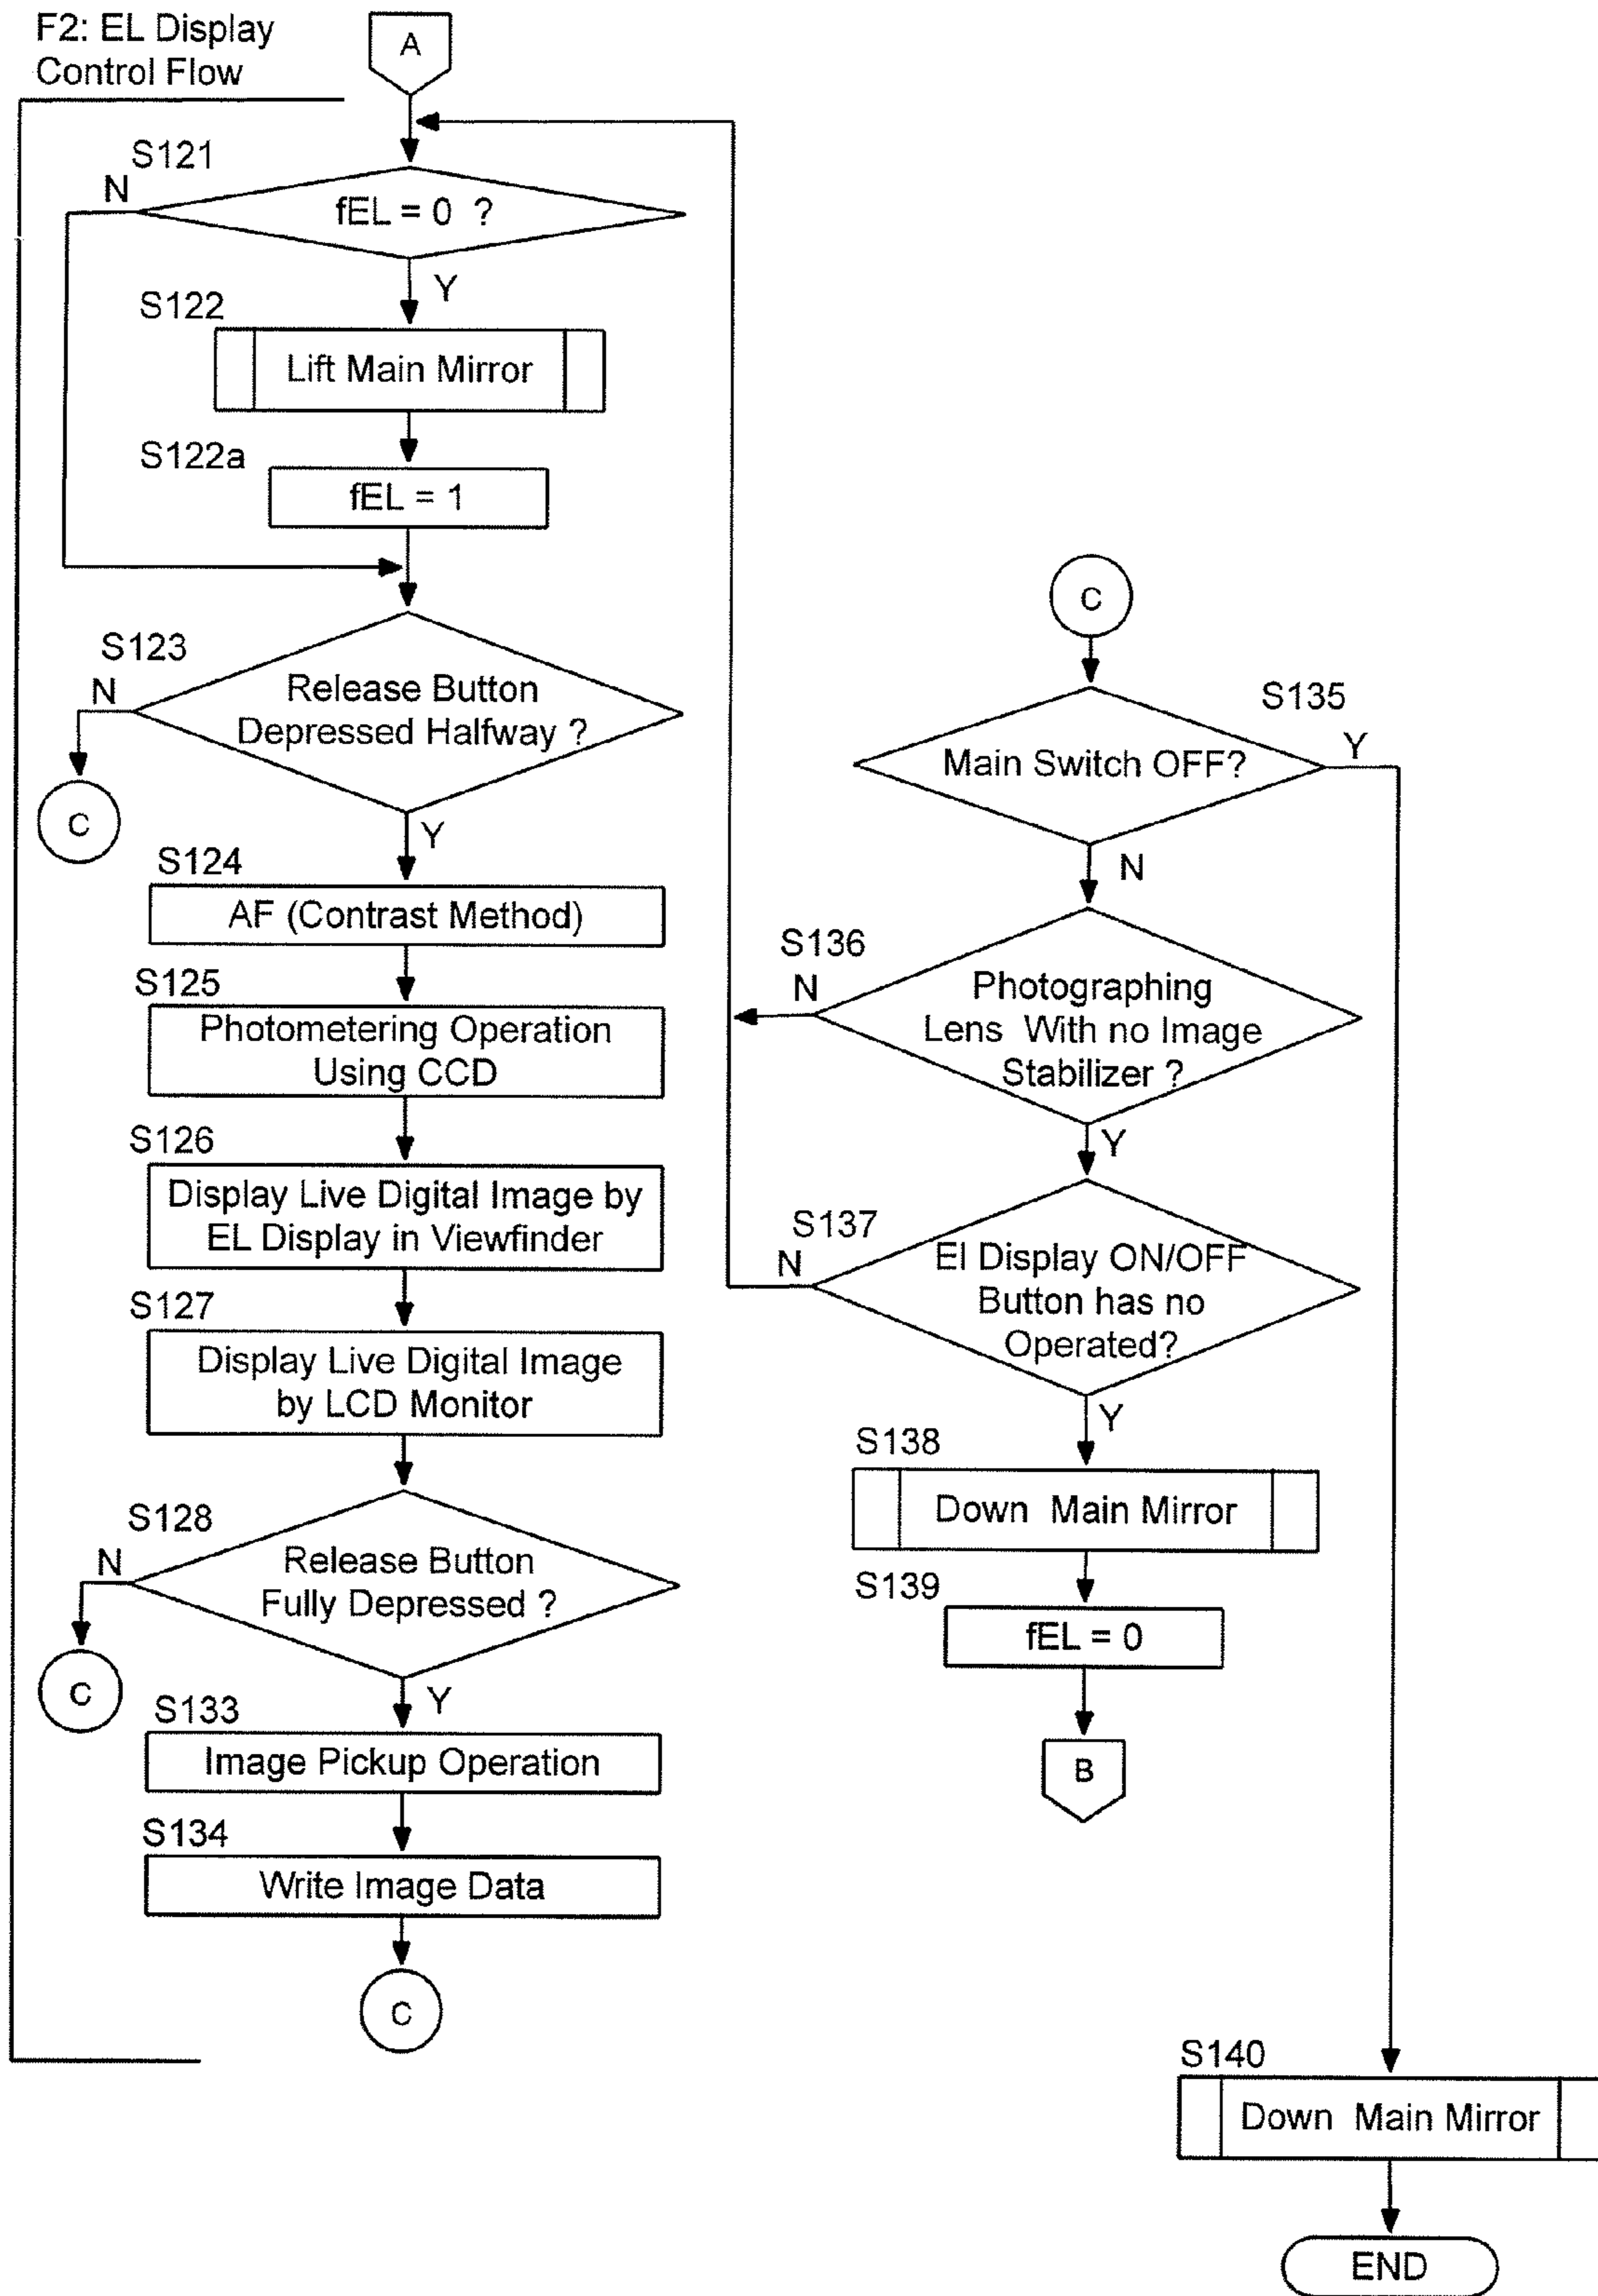 F2: EL Display
Control Flow
A
S121
N
fEL = 0 ?
Y
S122
Lift Main Mirror
S122a
fEL = 1
S123
N
Release Button
Depressed Halfway ?
C
Y
S124
AF (Contrast Method)
S125
Photometering Operation
Using CCD
S126
Display Live Digital Image by
EL Display in Viewfinder
S127
Display Live Digital Image
by LCD Monitor
S128
N
Release Button
Fully Depressed ?
C
Y
S133
Image Pickup Operation
S134
Write Image Data
C
C
S135
Main Switch OFF?
Y
N
S136
N
Photographing
Lens With no Image
Stabilizer ?
Y
S137
N
El Display ON/OFF
Button has no
Operated?
Y
S138
Down Main Mirror
S139
fEL = 0
B
S140
Down Main Mirror
END